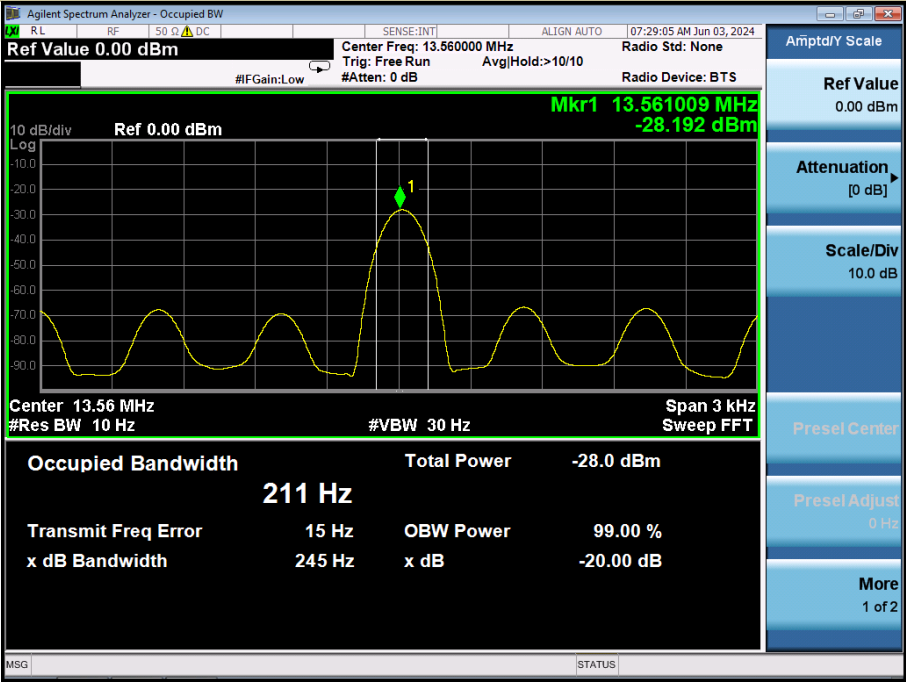 Agilent Spectrum Analyzer - Occupied BW
LXI RL RF 50 Ω DC SENSE:INT ALIGN AUTO 07:29:05 AM Jun 03, 2024
Ref Value 0.00 dBm
Center Freq: 13.560000 MHz
Radio Std: None
Trig: Free Run Avg|Hold:>10/10
#IFGain:Low
#Atten: 0 dB
Radio Device: BTS
Mkr1 13.561009 MHz
-28.192 dBm
10 dB/div Ref 0.00 dBm
Log
-10.0
-20.0
-30.0
-40.0
-50.0
-60.0
-70.0
-80.0
-90.0
1
Center 13.56 MHz Span 3 kHz
#Res BW 10 Hz #VBW 30 Hz Sweep FFT
Occupied Bandwidth Total Power -28.0 dBm
211 Hz
Transmit Freq Error 15 Hz OBW Power 99.00 %
x dB Bandwidth 245 Hz x dB -20.00 dB
MSG STATUS
Amptd/Y Scale
Ref Value
0.00 dBm
Attenuation
[0 dB]
Scale/Div
10.0 dB
Presel Center
Presel Adjust
0 Hz
More
1 of 2